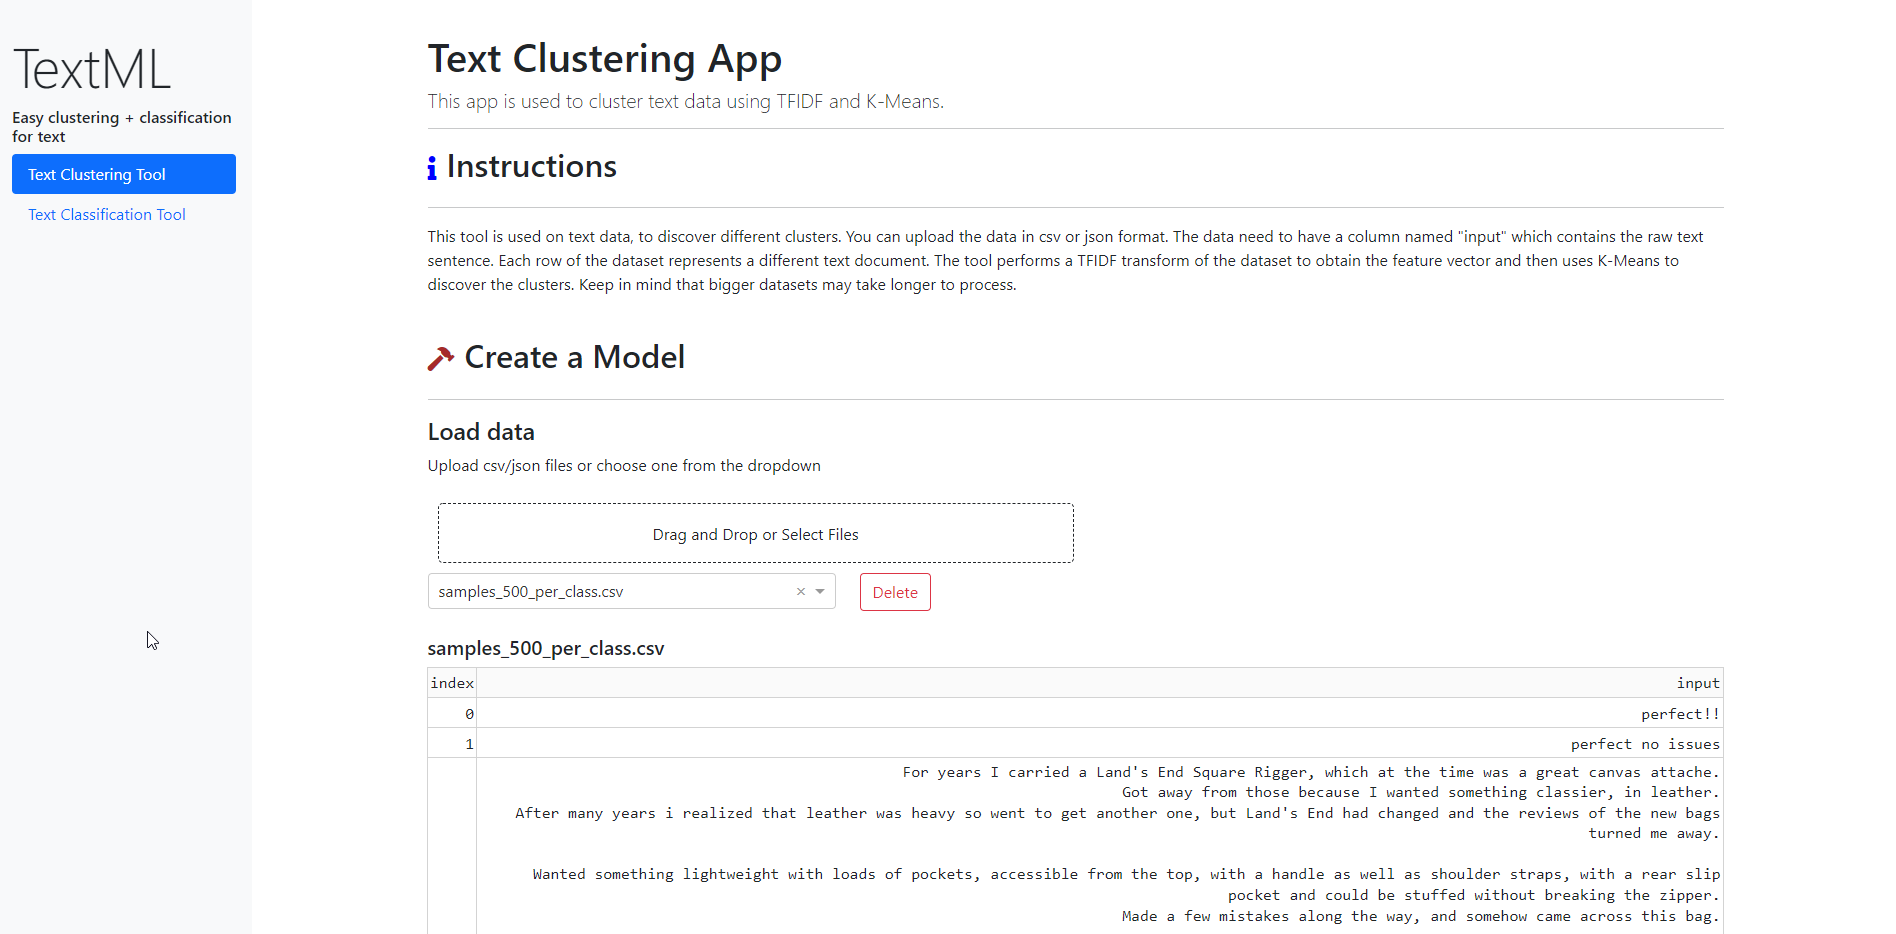 TextML
Easy clustering + classification
for text
Text Clustering Tool
Text Classification Tool
Text Clustering App
This app is used to cluster text data using TFIDF and K-Means.
Instructions
This tool is used on text data, to discover different clusters. You can upload the data in csv or json format. The data need to have a column named "input" which contains the raw text
sentence. Each row of the dataset represents a different text document. The tool performs a TFIDF transform of the dataset to obtain the feature vector and then uses K-Means to
discover the clusters. Keep in mind that bigger datasets may take longer to process.
Create a Model
Load data
Upload csv/json files or choose one from the dropdown
Drag and Drop or Select Files
samples_500_per_class.csv
Delete
samples_500_per_class.csv
index input
0 perfect!!
1 perfect no issues
For years I carried a Land's End Square Rigger, which at the time was a great canvas attache.
Got away from those because I wanted something classier, in leather.
After many years i realized that leather was heavy so went to get another one, but Land's End had changed and the reviews of the new bags
turned me away.
Wanted something lightweight with loads of pockets, accessible from the top, with a handle as well as shoulder straps, with a rear slip
pocket and could be stuffed without breaking the zipper.
Made a few mistakes along the way, and somehow came across this bag.